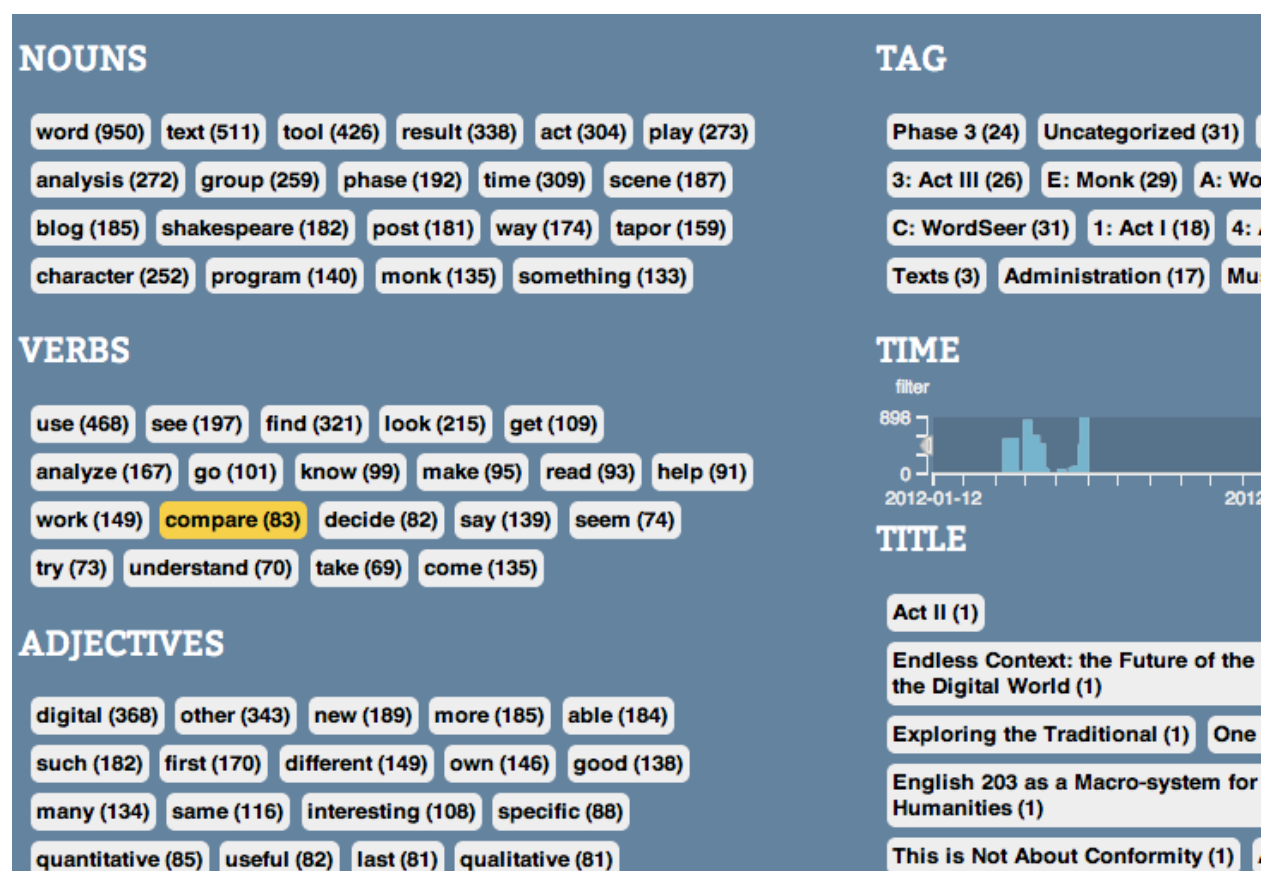 NOUNS
word (950) text (511) tool (426) result (338) act (304) play (273)
analysis (272) group (259) phase (192) time (309) scene (187)
blog (185) shakespeare (182) post (181) way (174) tapor (159)
character (252) program (140) monk (135) something (133)
VERBS
use (468) see (197) find (321) look (215) get (109)
analyze (167) go (101) know (99) make (95) read (93) help (91)
work (149) compare (83) decide (82) say (139) seem (74)
try (73) understand (70) take (69) come (135)
ADJECTIVES
digital (368) other (343) new (189) more (185) able (184)
such (182) first (170) different (149) own (146) good (138)
many (134) same (116) interesting (108) specific (88)
quantitative (85) useful (82) last (81) qualitative (81)
TAG
Phase 3 (24) Uncategorized (31)
3: Act III (26) E: Monk (29) A: Wo
C: WordSeer (31) 1: Act I (18) 4:
Texts (3) Administration (17) Mu
TIME
filter
898
0
2012-01-12 2012
TITLE
Act II (1)
Endless Context: the Future of the
the Digital World (1)
Exploring the Traditional (1) One
English 203 as a Macro-system for
Humanities (1)
This is Not About Conformity (1)